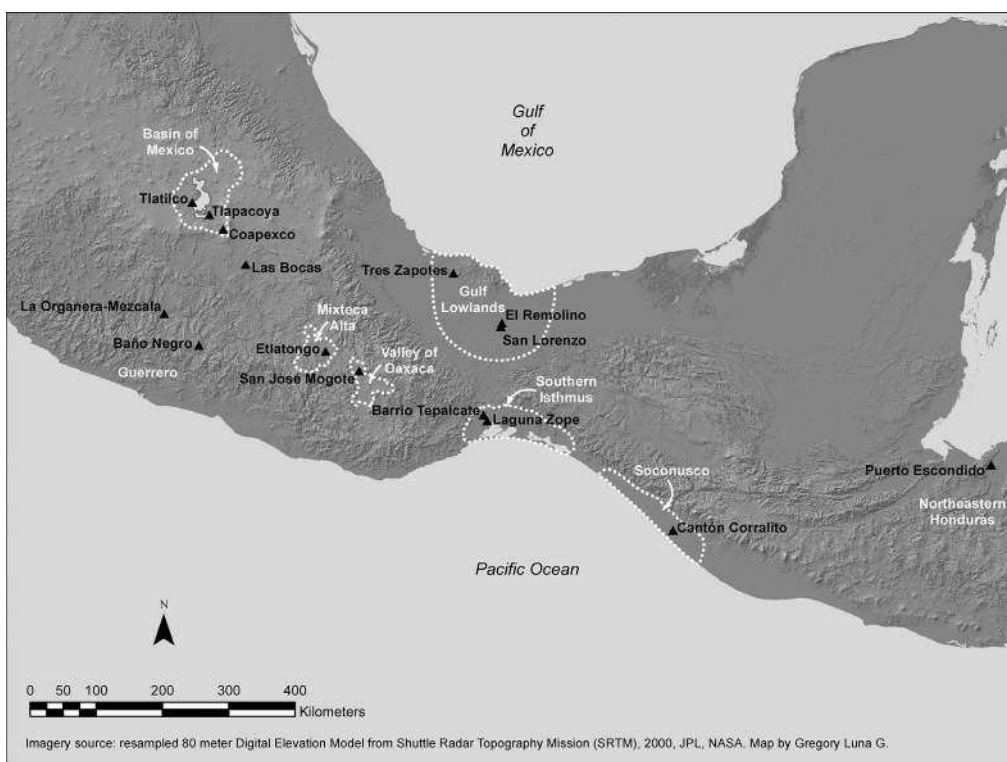 Gulf
of
Mexico
Basin of
Mexico
Tlatilco
Tlapacoya
Coapexco
Las Bocas
Tres Zapotes
Gulf
Lowlands
La Organera-Mezcala
Mixteca
Alta
El Remolino
San Lorenzo
Baño Negro
Etlatongo
Valley of
Oaxaca
Guerrero
San José Mogote
Southern
Isthmus
Barrio Tepalcate
Laguna Zope
Soconusco
Puerto Escondido
Northeastern
Honduras
Cantón Corralito
Pacific Ocean
N
0 50 100 200 300 400
Kilometers
Imagery source: resampled 80 meter Digital Elevation Model from Shuttle Radar Topography Mission (SRTM), 2000, JPL, NASA. Map by Gregory Luna G.